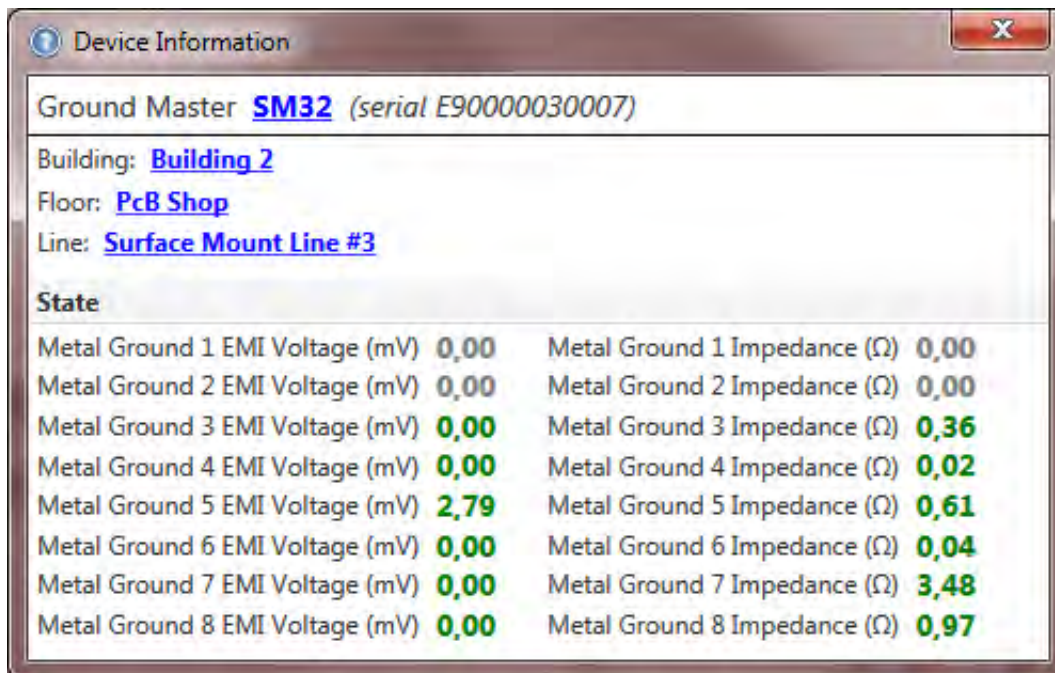 Device Information
X
Ground Master SM32 (serial E90000030007)
Building: Building 2
Floor: PcB Shop
Line: Surface Mount Line #3
State
Metal Ground 1 EMI Voltage (mV) 0,00 Metal Ground 1 Impedance (Ω) 0,00
Metal Ground 2 EMI Voltage (mV) 0,00 Metal Ground 2 Impedance (Ω) 0,00
Metal Ground 3 EMI Voltage (mV) 0,00 Metal Ground 3 Impedance (Ω) 0,36
Metal Ground 4 EMI Voltage (mV) 0,00 Metal Ground 4 Impedance (Ω) 0,02
Metal Ground 5 EMI Voltage (mV) 2,79 Metal Ground 5 Impedance (Ω) 0,61
Metal Ground 6 EMI Voltage (mV) 0,00 Metal Ground 6 Impedance (Ω) 0,04
Metal Ground 7 EMI Voltage (mV) 0,00 Metal Ground 7 Impedance (Ω) 3,48
Metal Ground 8 EMI Voltage (mV) 0,00 Metal Ground 8 Impedance (Ω) 0,97